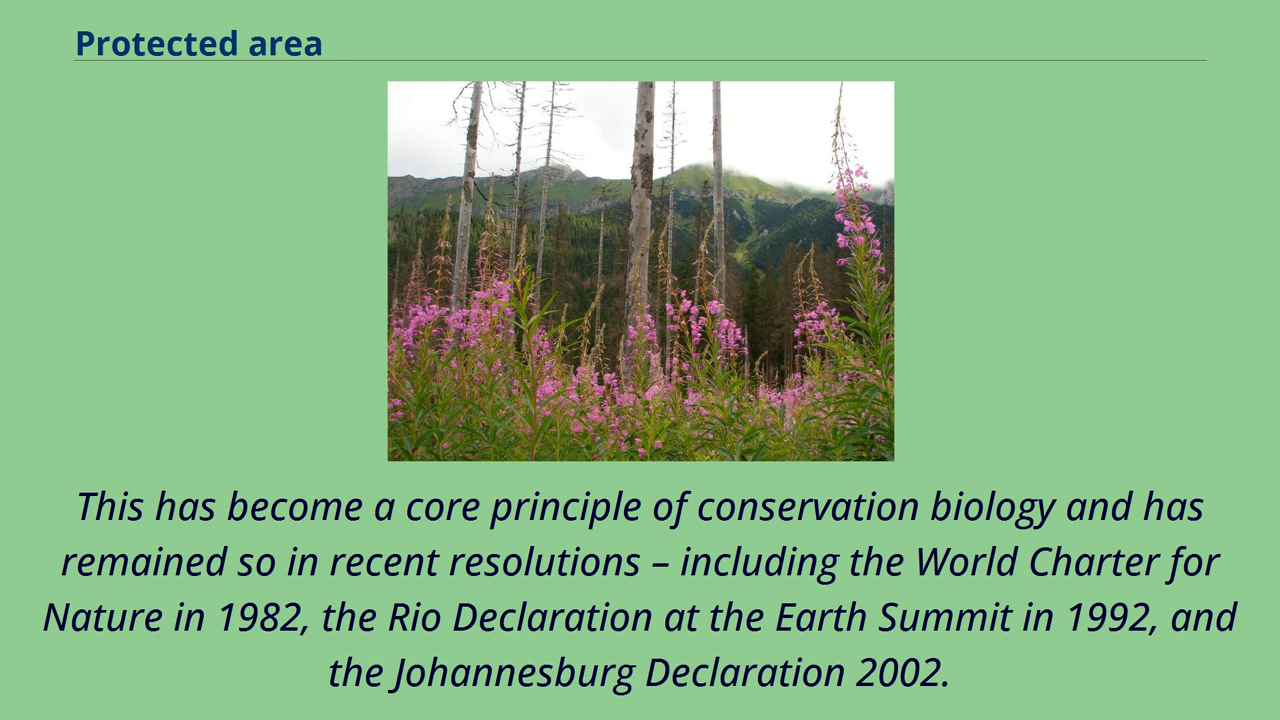 Protected area
This has become a core principle of conservation biology and has
remained so in recent resolutions – including the World Charter for
Nature in 1982, the Rio Declaration at the Earth Summit in 1992, and
the Johannesburg Declaration 2002.